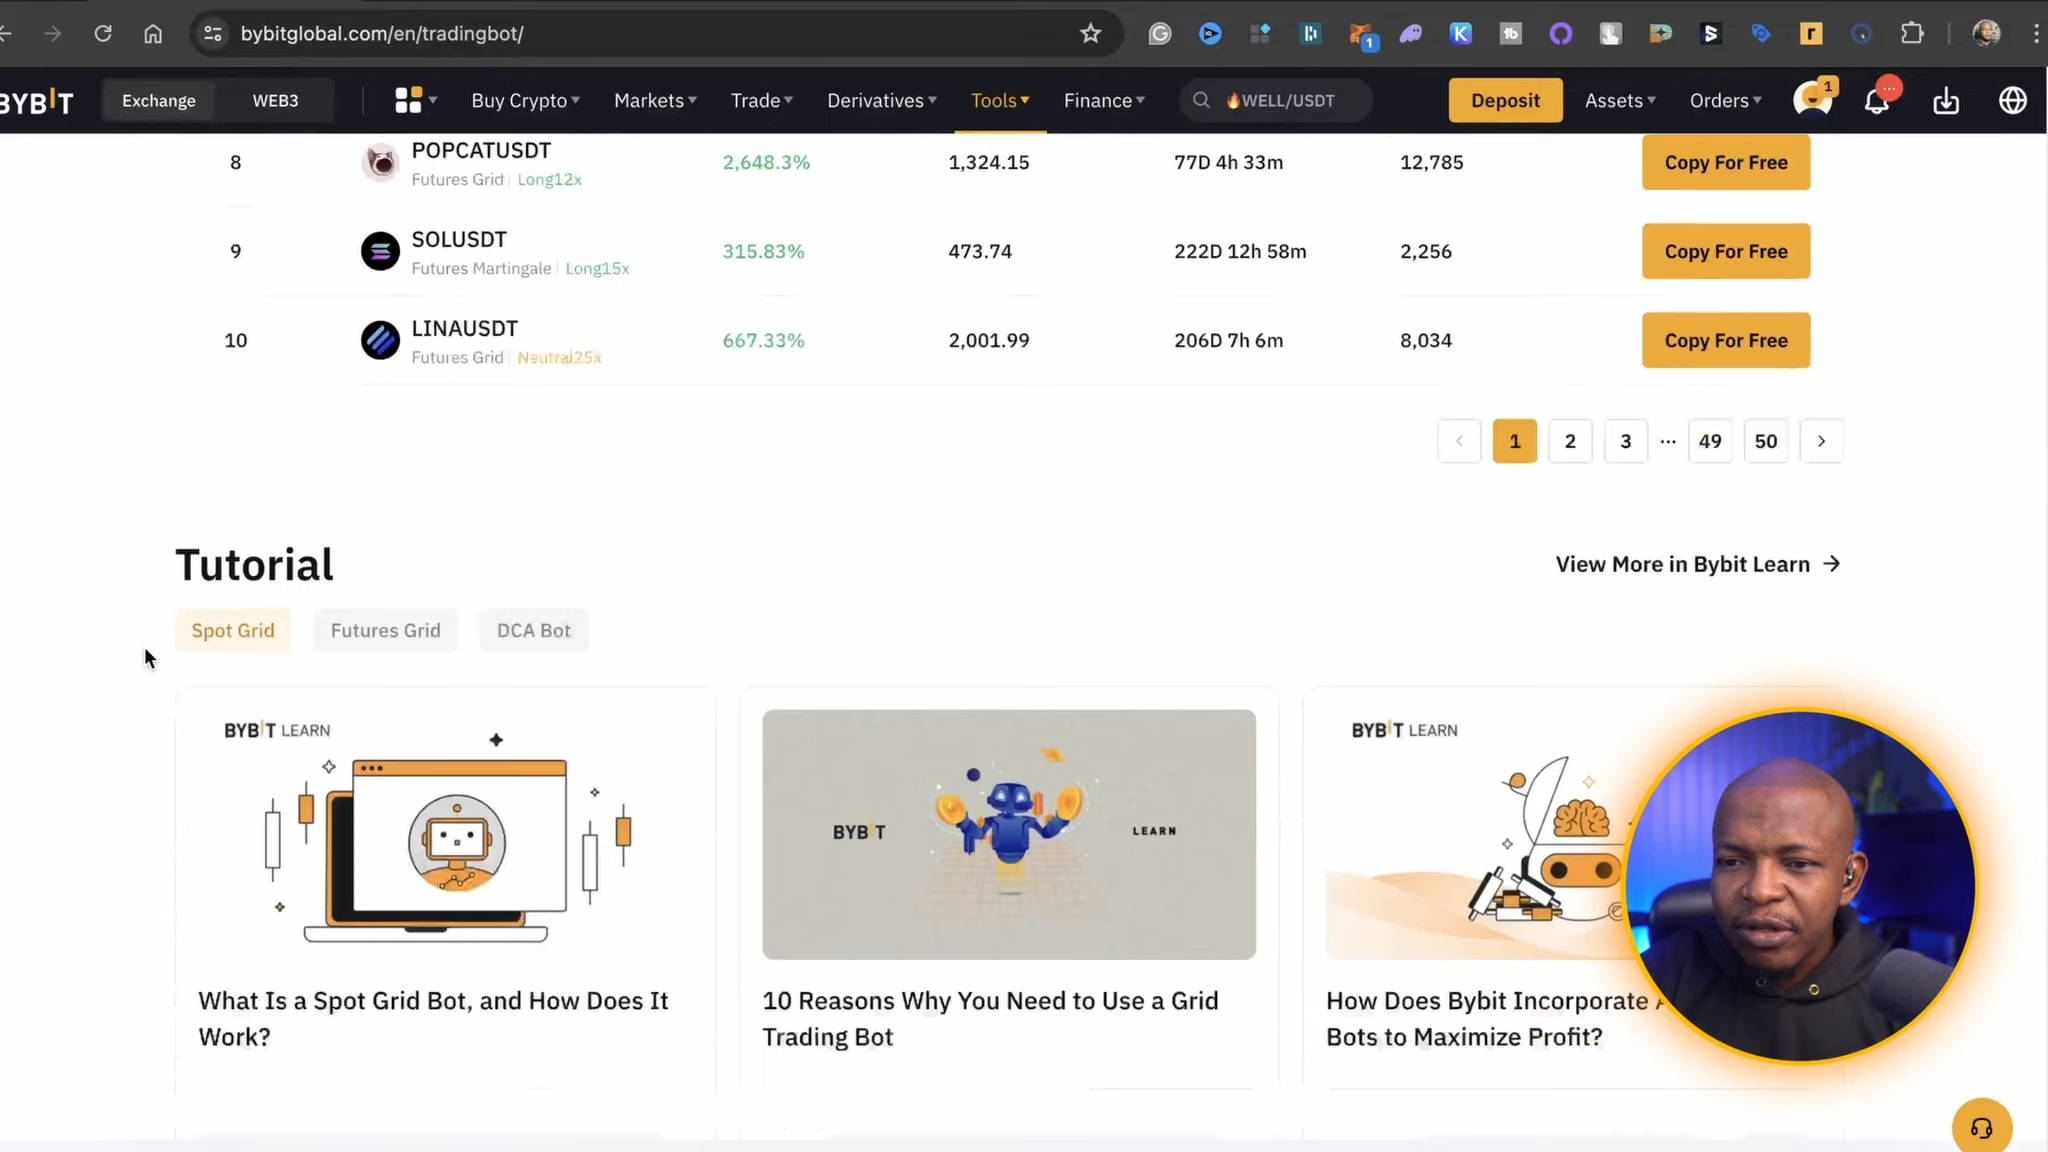 bybitglobal.com/en/tradingbot/
BYBIT Exchange WEB3 Buy Crypto Markets Trade Derivatives Tools Finance 🔥WELL/USDT Deposit Assets Orders 1
8 POPCATUSDT 2,648.3% 1,324.15 77D 4h 33m 12,785 Copy For Free
Futures Grid | Long12x
9 SOLUSDT 315.83% 473.74 222D 12h 58m 2,256 Copy For Free
Futures Martingale | Long15x
10 LINAUSDT 667.33% 2,001.99 206D 7h 6m 8,034 Copy For Free
Futures Grid | Neutral25x
< 1 2 3 ... 49 50 >
Tutorial
View More in Bybit Learn →
Spot Grid Futures Grid DCA Bot
BYBIT LEARN
BYBIT LEARN
BYBIT LEARN
What Is a Spot Grid Bot, and How Does It
Work?
10 Reasons Why You Need to Use a Grid
Trading Bot
How Does Bybit Incorporate
Bots to Maximize Profit?